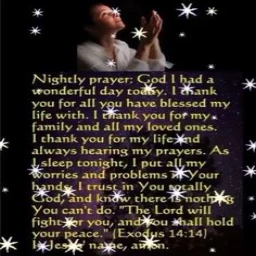 Nightly prayer: God I had a
wonderful day today. I thank
you for all you have blessed my
life with. I thank you for my
family and all my loved ones.
I thank you for my life and
always hearing my prayers. As
I sleep tonight, I put all my
worries and problems in Your
hands. I trust in You totally
God, and know there is nothing
You can't do. "The Lord will
fight for you, and you shall hold
your peace." (Exodus 14:14)
In Jesus' name, amen.